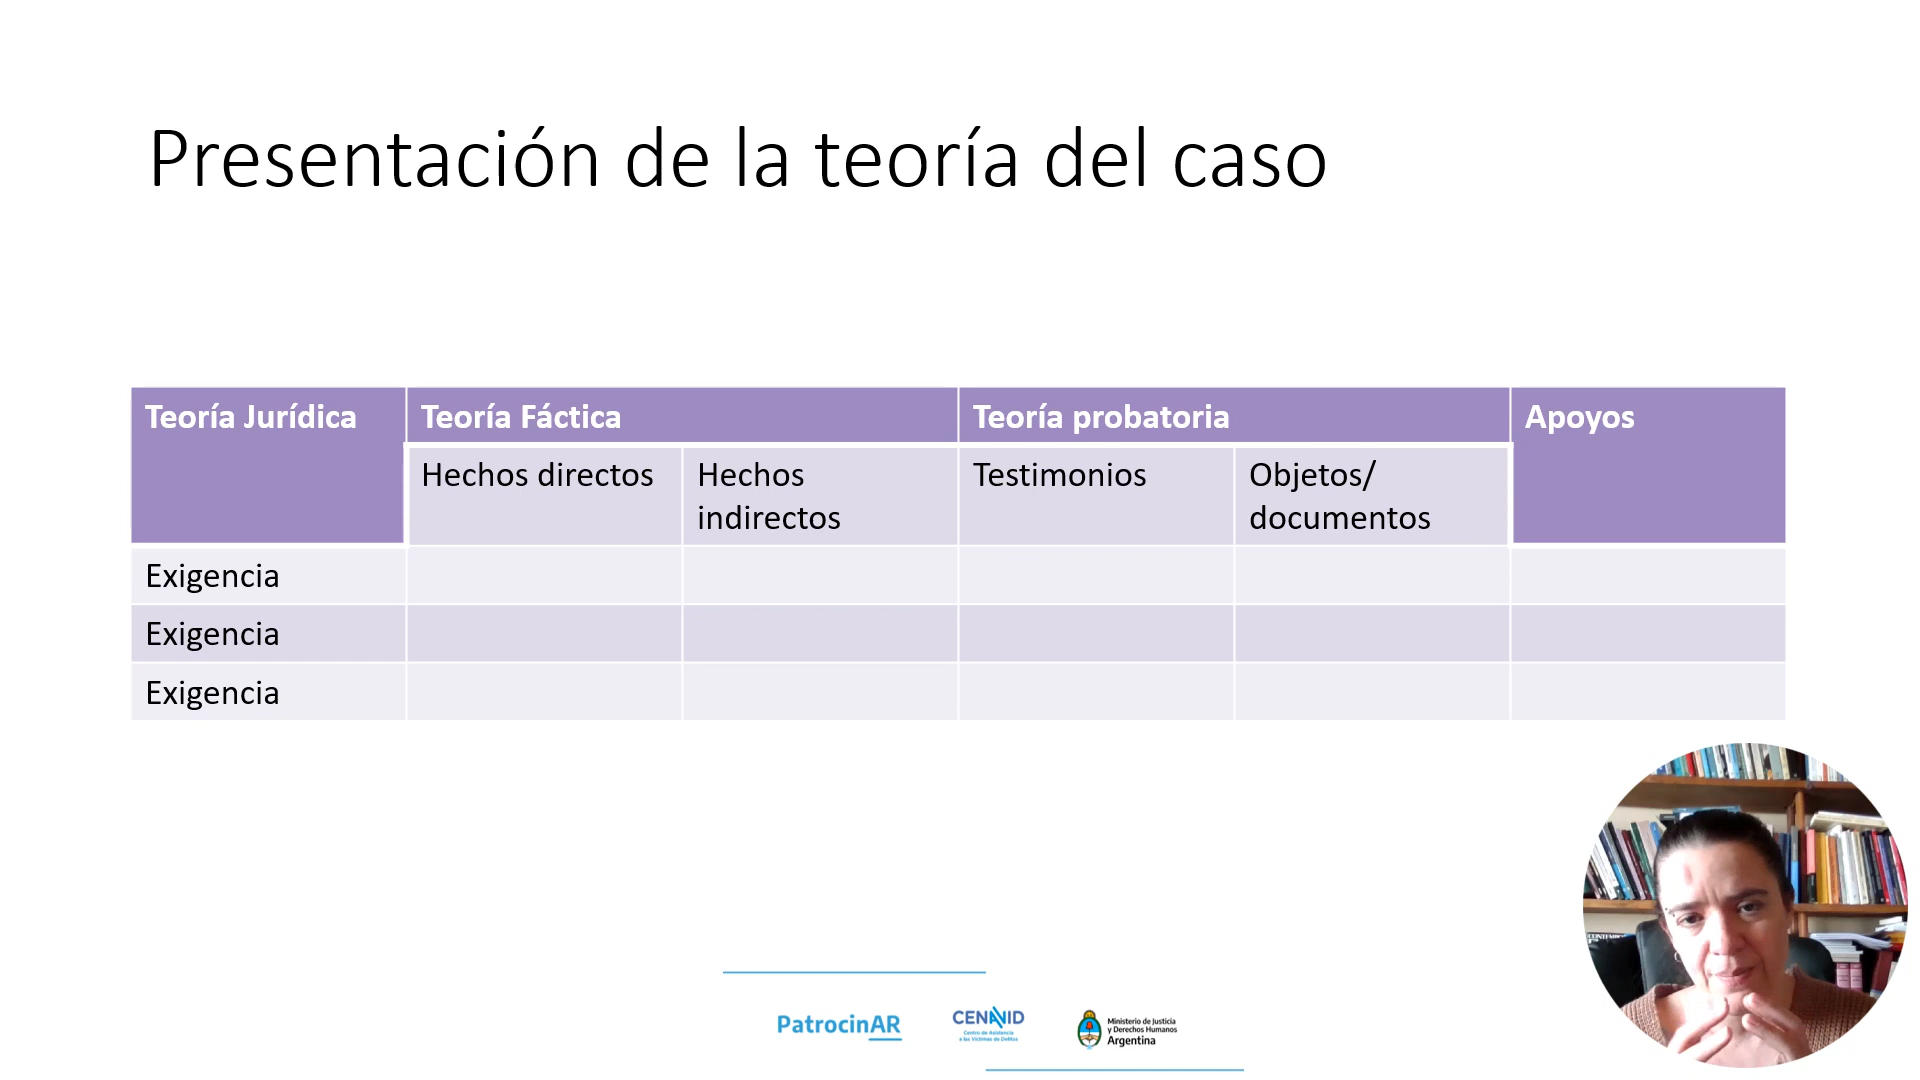 Presentación de la teoría del caso
Teoría Jurídica
Teoría Fáctica
Teoría probatoria
Apoyos
Hechos directos
Hechos
indirectos
Testimonios
Objetos/
documentos
Exigencia
Exigencia
Exigencia
PatrocinAR
CENAVID
Centro de Asistencia
a las Víctimas de Delitos
Ministerio de Justicia
y Derechos Humanos
Argentina